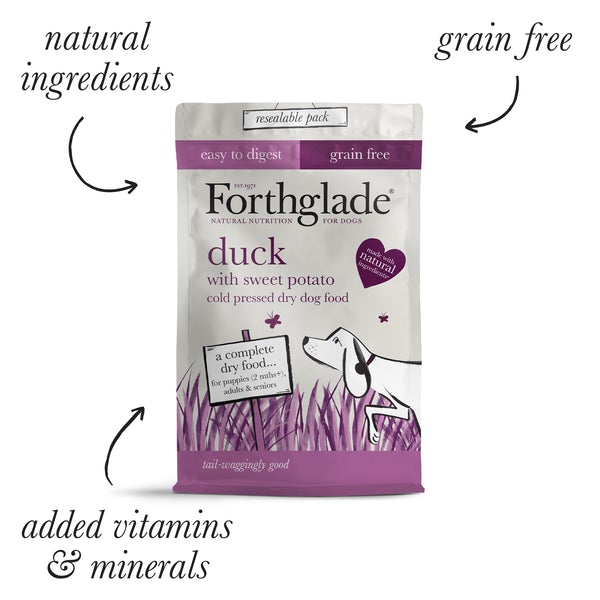 natural
ingredients
grain free
resealable pack
easy to digest
grain free
EST.1971
Forthglade®
NATURAL NUTRITION FOR DOGS
duck
with sweet potato
cold pressed dry dog food
made with
natural
ingredients*
a complete
dry food...
for puppies (2 mths+),
adults & seniors
tail-waggingly good
added vitamins
& minerals